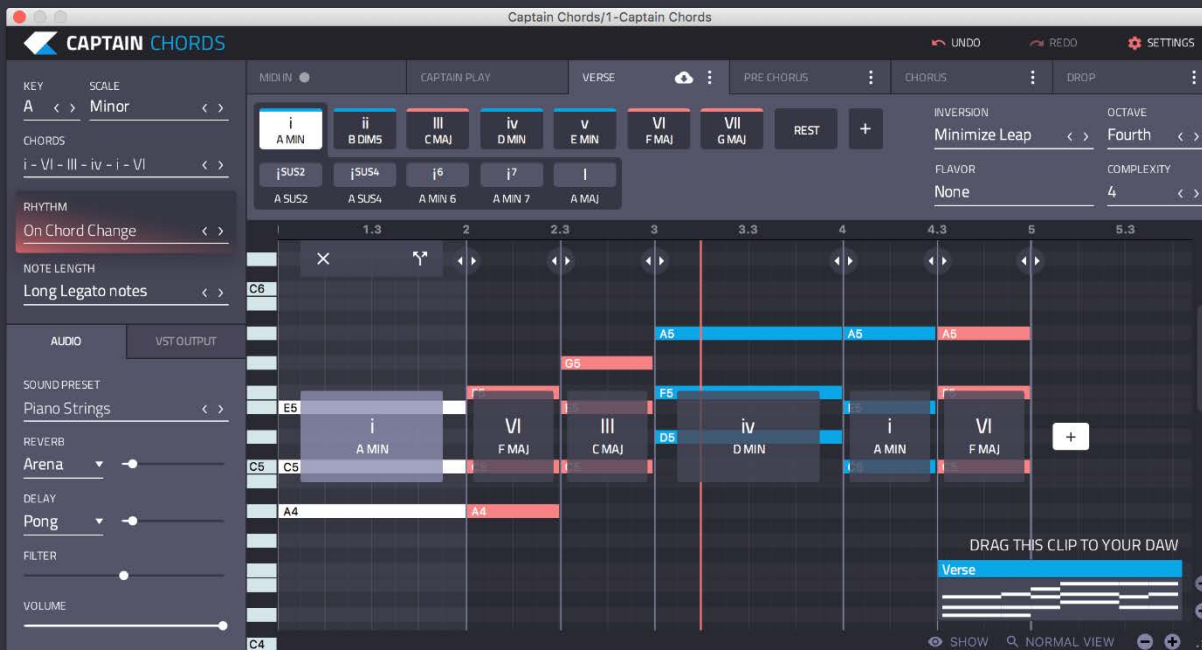 Captain Chords/1-Captain Chords
CAPTAIN CHORDS
UNDO
REDO
SETTINGS
KEY SCALE
A Minor
CHORDS
i - VI - III - iv - i - VI
RHYTHM
On Chord Change
NOTE LENGTH
Long Legato notes
AUDIO VST OUTPUT
SOUND PRESET
Piano Strings
REVERB
Arena
DELAY
Pong
FILTER
VOLUME
MIDI IN CAPTAIN PLAY VERSE PRE CHORUS CHORUS DROP
i ii III iv v VI VII REST +
A MIN B DIM5 C MAJ D MIN E MIN F MAJ G MAJ
iSUS2 iSUS4 i6 i7 I
A SUS2 A SUS4 A MIN 6 A MIN 7 A MAJ
INVERSION OCTAVE
Minimize Leap Fourth
FLAVOR COMPLEXITY
None 4
1.3 2 2.3 3 3.3 4 4.3 5 5.3
C6
A5 A5 A5
G5
F5
E5
D5
i VI III iv i VI +
A MIN F MAJ C MAJ D MIN A MIN F MAJ
C5 C5
A4 A4
DRAG THIS CLIP TO YOUR DAW
Verse
C4
SHOW NORMAL VIEW